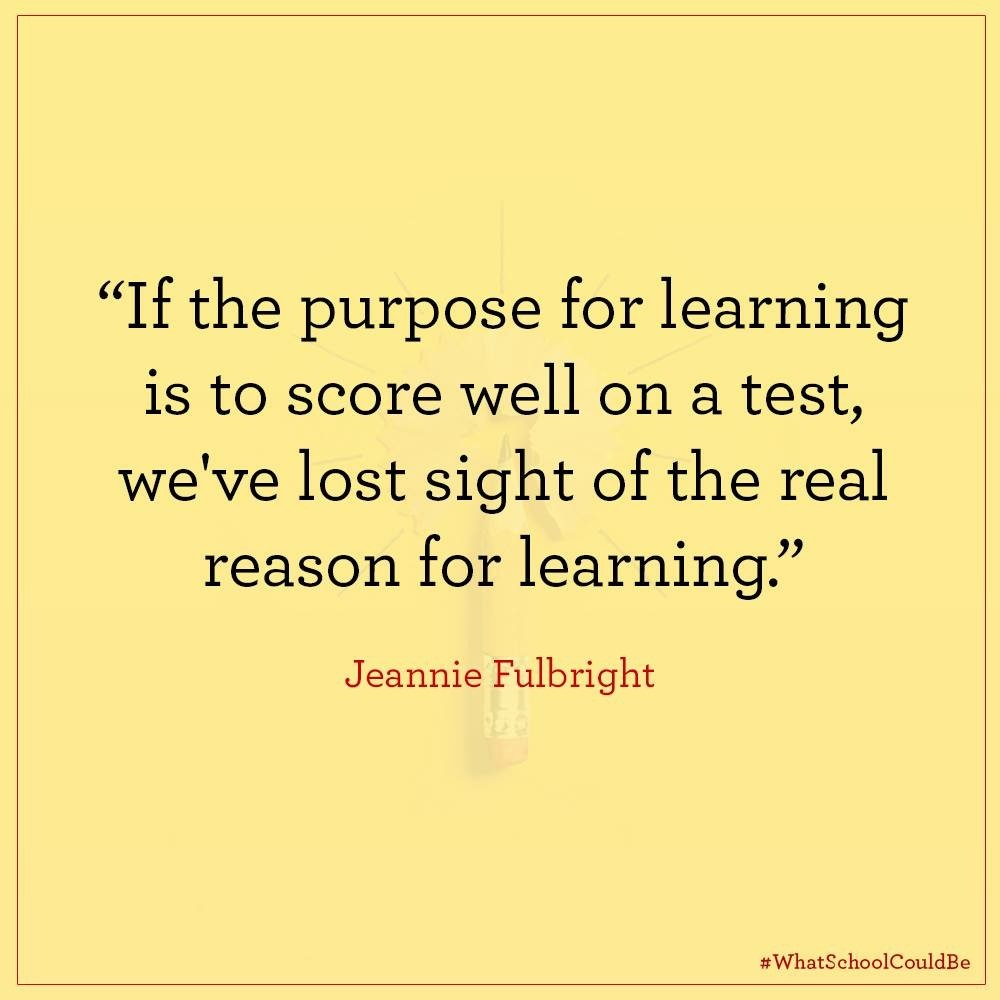 “If the purpose for learning
is to score well on a test,
we've lost sight of the real
reason for learning.”
Jeannie Fulbright
#WhatSchoolCouldBe